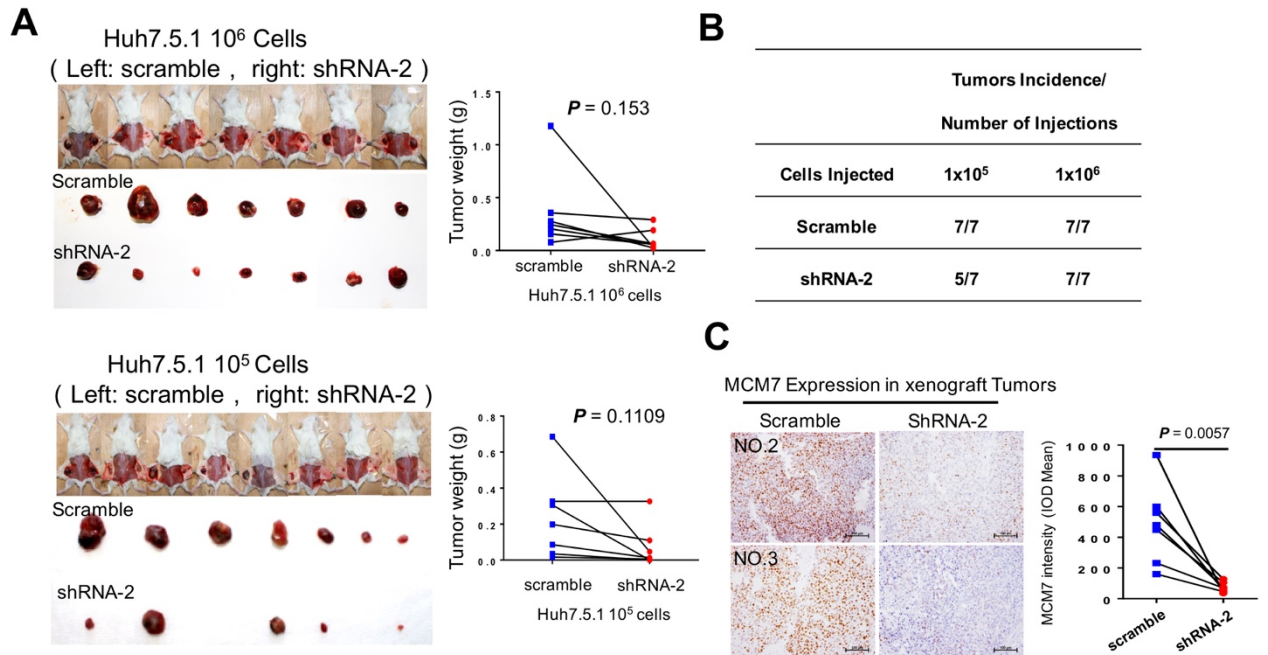 A
Huh7.5.1 10⁶ Cells
( Left: scramble , right: shRNA-2 )
Scramble
shRNA-2
Tumor weight (g)
1.5
1.0
0.5
0.0
P = 0.153
scramble shRNA-2
Huh7.5.1 10⁶ cells
Huh7.5.1 10⁵ Cells
( Left: scramble , right: shRNA-2 )
Scramble
shRNA-2
Tumor weight (g)
0.8
0.6
0.4
0.2
0.0
P = 0.1109
scramble shRNA-2
Huh7.5.1 10⁵ cells
B
Tumors Incidence/
Number of Injections
Cells Injected 1x10⁵ 1x10⁶
Scramble 7/7 7/7
shRNA-2 5/7 7/7
C
MCM7 Expression in xenograft Tumors
Scramble ShRNA-2
NO.2
NO.3
MCM7 intensity (IOD Mean)
1000
800
600
400
200
0
P = 0.0057
scramble shRNA-2